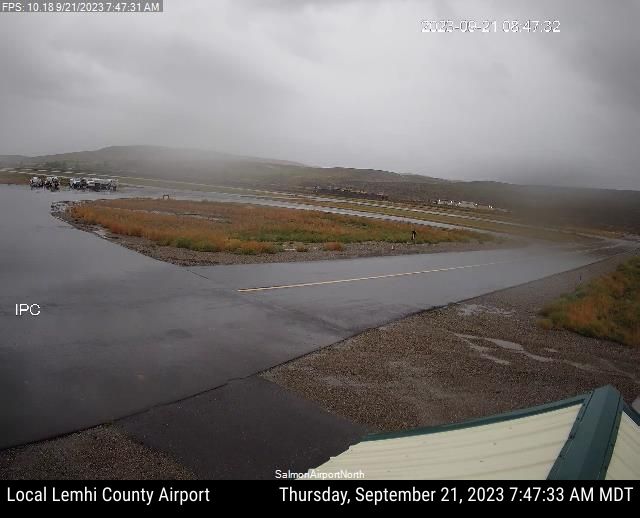 FPS: 10.18 9/21/2023 7:47:31 AM
2023-09-21 08:47:32
IPC
SalmonAirportNorth
Local Lemhi County Airport Thursday, September 21, 2023 7:47:33 AM MDT